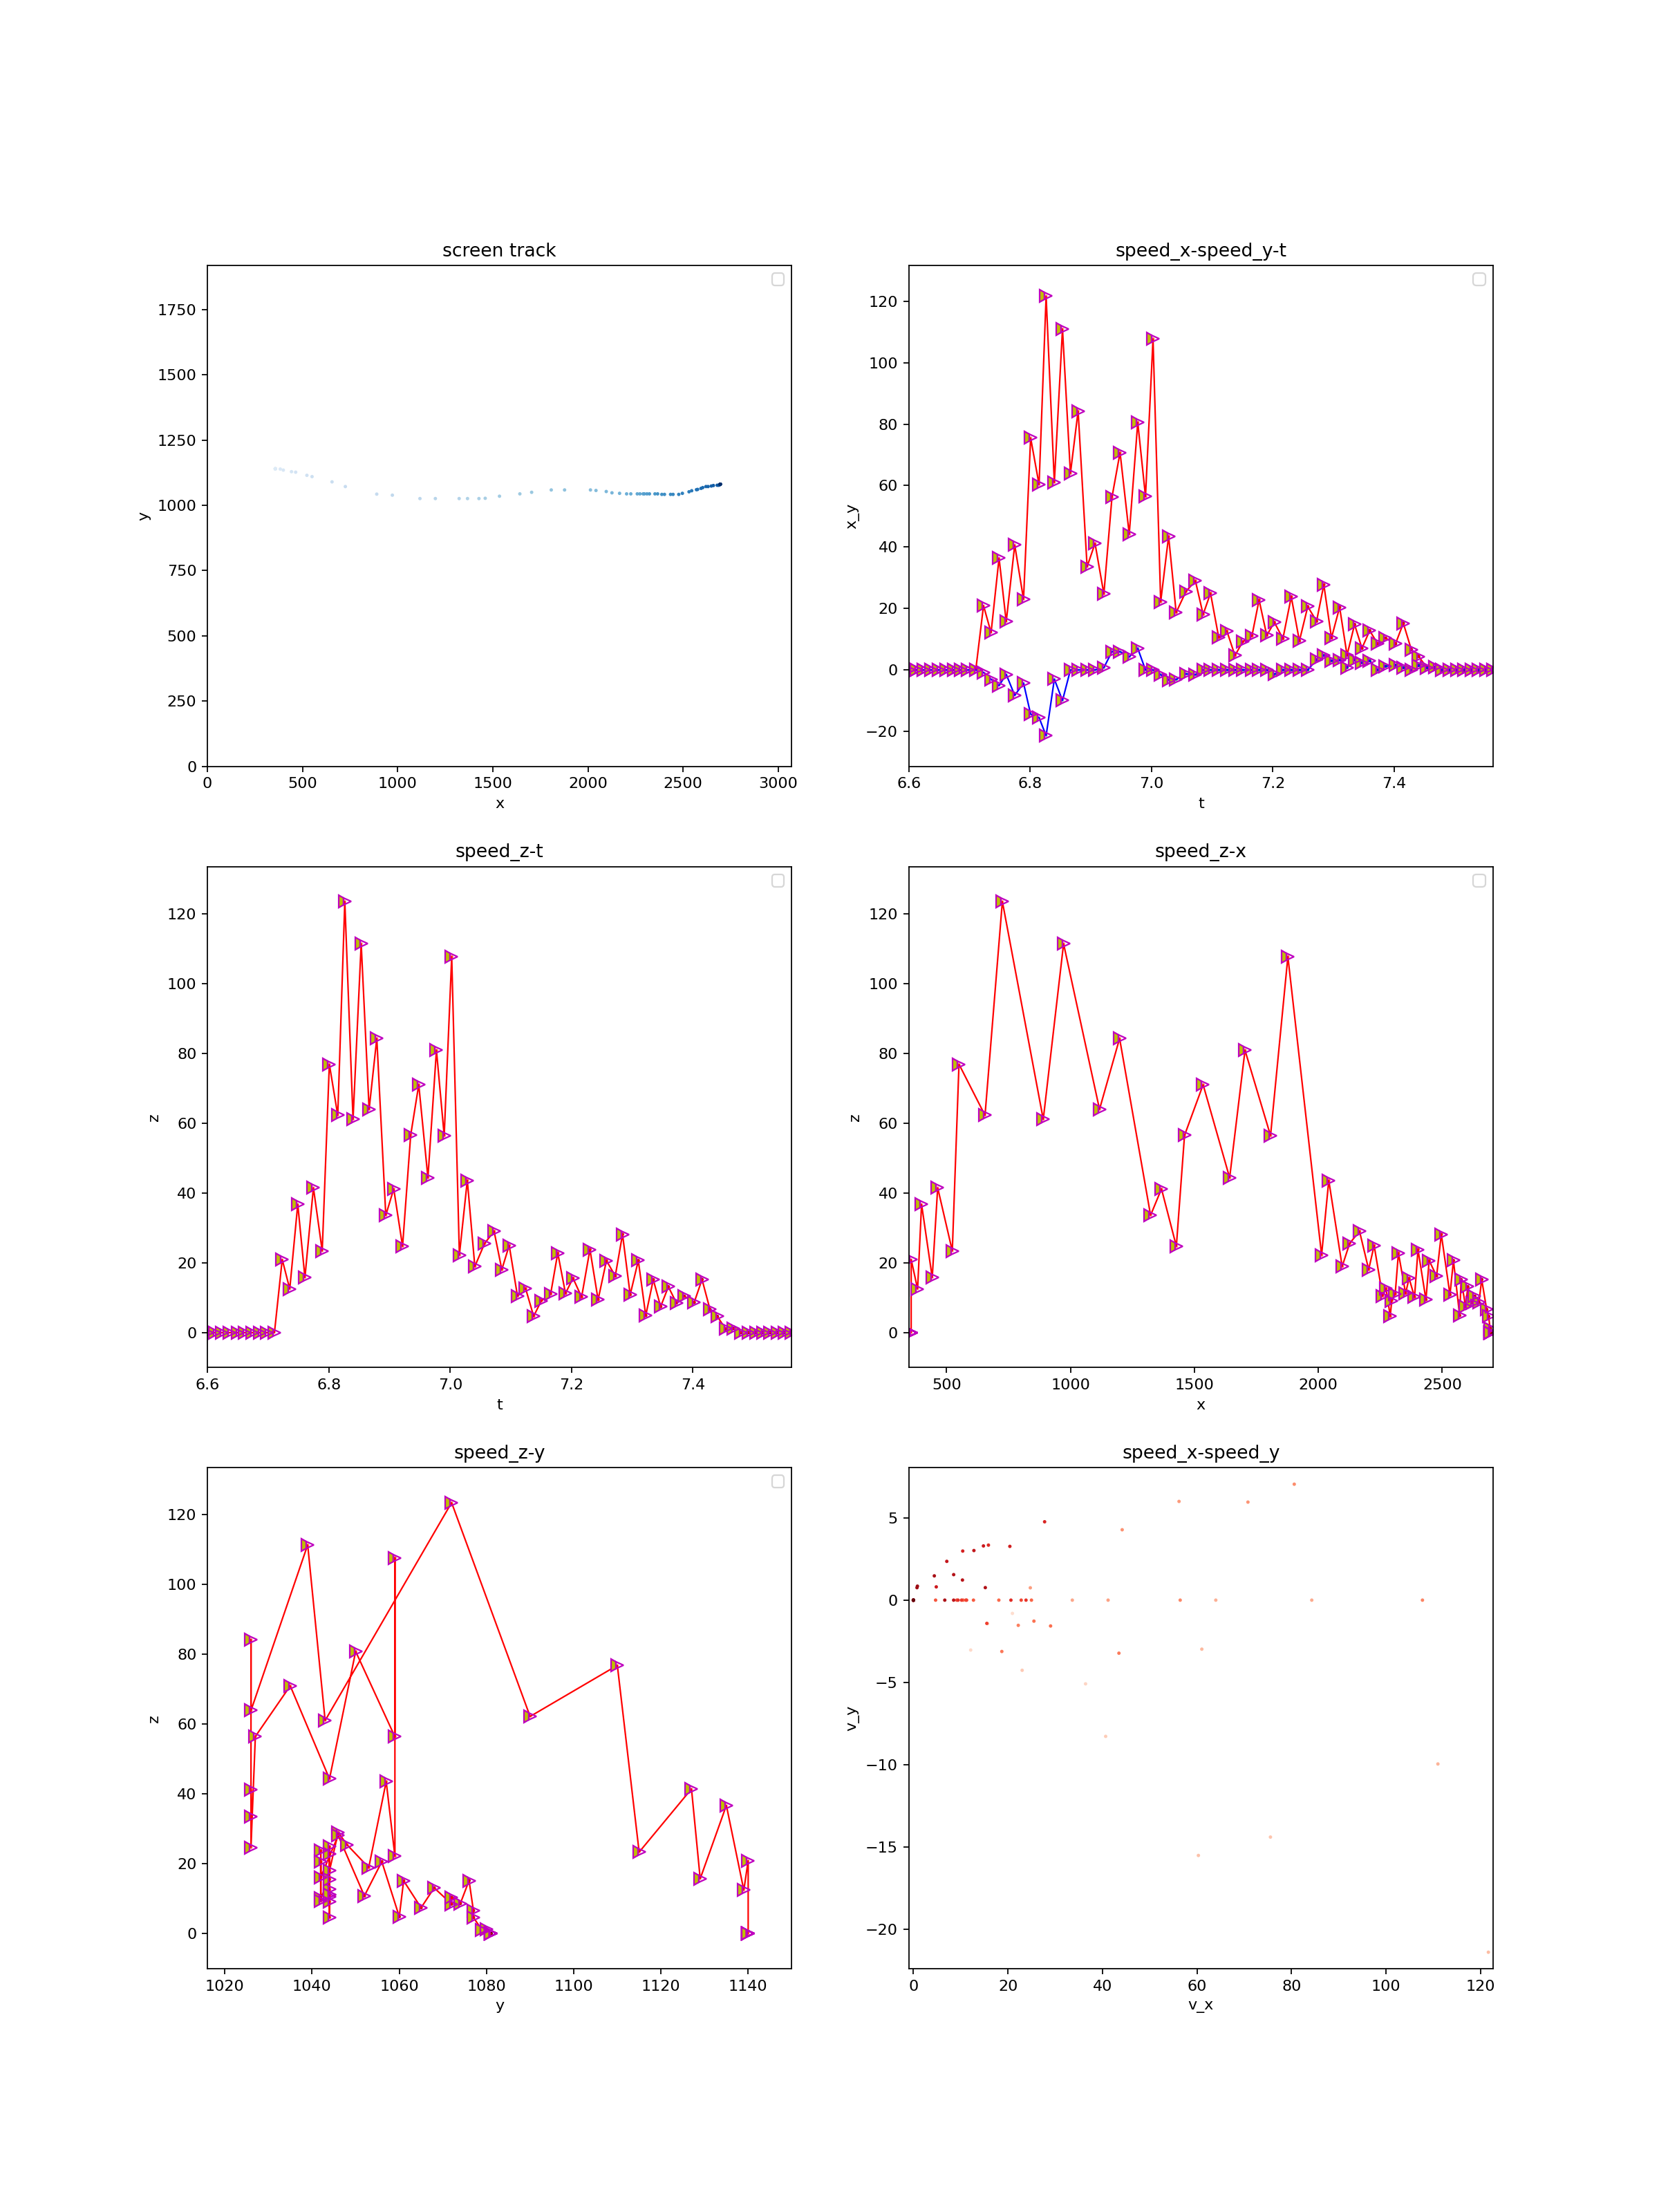 screen track
1750
1500
1250
1000
750
500
250
0
y
0 500 1000 1500 2000 2500 3000
x
speed_x-speed_y-t
120
100
80
60
40
20
0
−20
x_y
6.6 6.8 7.0 7.2 7.4
t
speed_z-t
120
100
80
60
40
20
0
z
6.6 6.8 7.0 7.2 7.4
t
speed_z-x
120
100
80
60
40
20
0
z
500 1000 1500 2000 2500
x
speed_z-y
120
100
80
60
40
20
0
z
1020 1040 1060 1080 1100 1120 1140
y
speed_x-speed_y
5
0
−5
−10
−15
−20
v_y
0 20 40 60 80 100 120
v_x